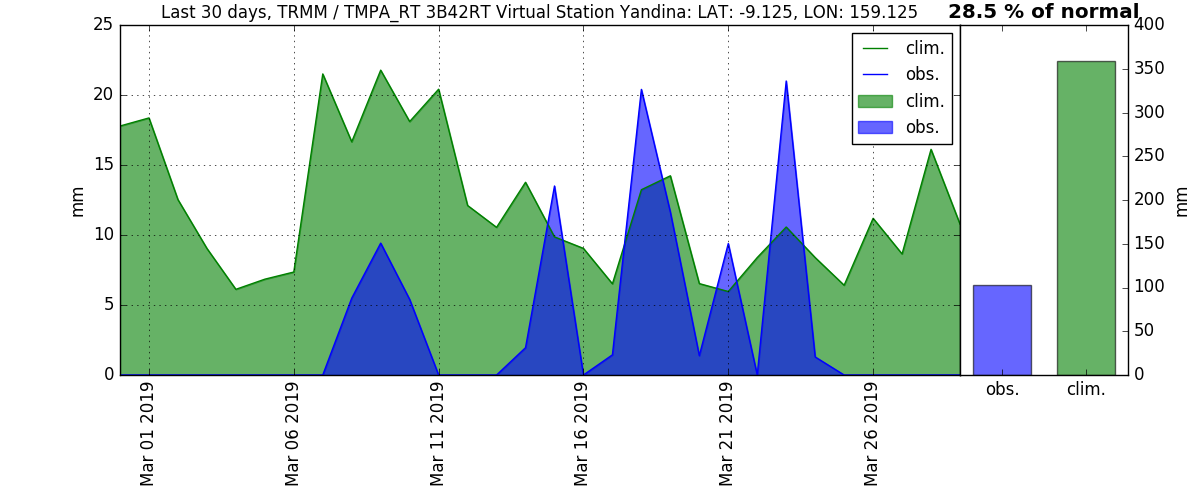 Last 30 days, TRMM / TMPA_RT 3B42RT Virtual Station Yandina: LAT: -9.125, LON: 159.125
28.5 % of normal
25
20
15
10
5
0
mm
clim.
obs.
clim.
obs.
Mar 01 2019
Mar 06 2019
Mar 11 2019
Mar 16 2019
Mar 21 2019
Mar 26 2019
400
350
300
250
200
150
100
50
0
mm
obs.
clim.